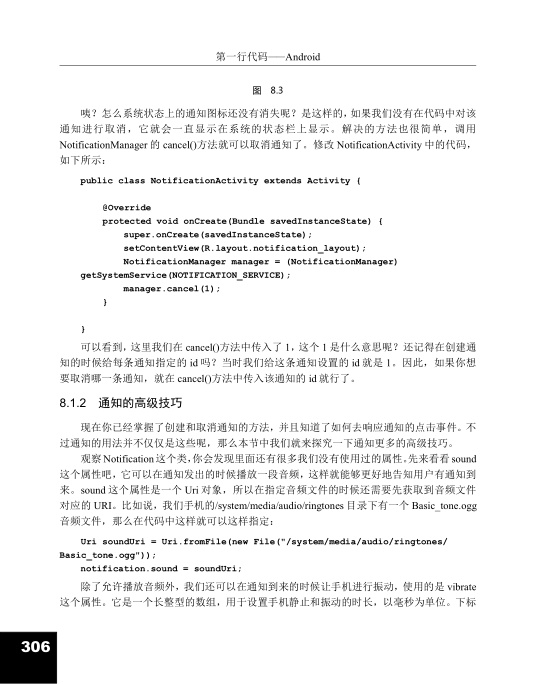 第一行代码——Android
图 8.3
咦？怎么系统状态上的通知图标还没有消失呢？是这样的，如果我们没有在代码中对该
通知进行取消，它就会一直显示在系统的状态栏上显示。解决的方法也很简单，调用
NotificationManager 的 cancel()方法就可以取消通知了。修改 NotificationActivity 中的代码，
如下所示：
public class NotificationActivity extends Activity {
@Override
protected void onCreate(Bundle savedInstanceState) {
super.onCreate(savedInstanceState);
setContentView(R.layout.notification_layout);
NotificationManager manager = (NotificationManager)
getSystemService(NOTIFICATION_SERVICE);
manager.cancel(1);
}
}
可以看到，这里我们在 cancel()方法中传入了 1，这个 1 是什么意思呢？还记得在创建通
知的时候给每条通知指定的 id 吗？当时我们给这条通知设置的 id 就是 1。因此，如果你想
要取消哪一条通知，就在 cancel()方法中传入该通知的 id 就行了。
8.1.2 通知的高级技巧
现在你已经掌握了创建和取消通知的方法，并且知道了如何去响应通知的点击事件。不
过通知的用法并不仅仅是这些呢，那么本节中我们就来探究一下通知更多的高级技巧。
观察 Notification 这个类，你会发现里面还有很多我们没有使用过的属性。先来看看 sound
这个属性吧，它可以在通知发出的时候播放一段音频，这样就能够更好地告知用户有通知到
来。sound 这个属性是一个 Uri 对象，所以在指定音频文件的时候还需要先获取到音频文件
对应的 URI。比如说，我们手机的/system/media/audio/ringtones 目录下有一个 Basic_tone.ogg
音频文件，那么在代码中这样就可以这样指定：
Uri soundUri = Uri.fromFile(new File("/system/media/audio/ringtones/
Basic_tone.ogg"));
notification.sound = soundUri;
除了允许播放音频外，我们还可以在通知到来的时候让手机进行振动，使用的是 vibrate
这个属性。它是一个长整型的数组，用于设置手机静止和振动的时长，以毫秒为单位。下标
306